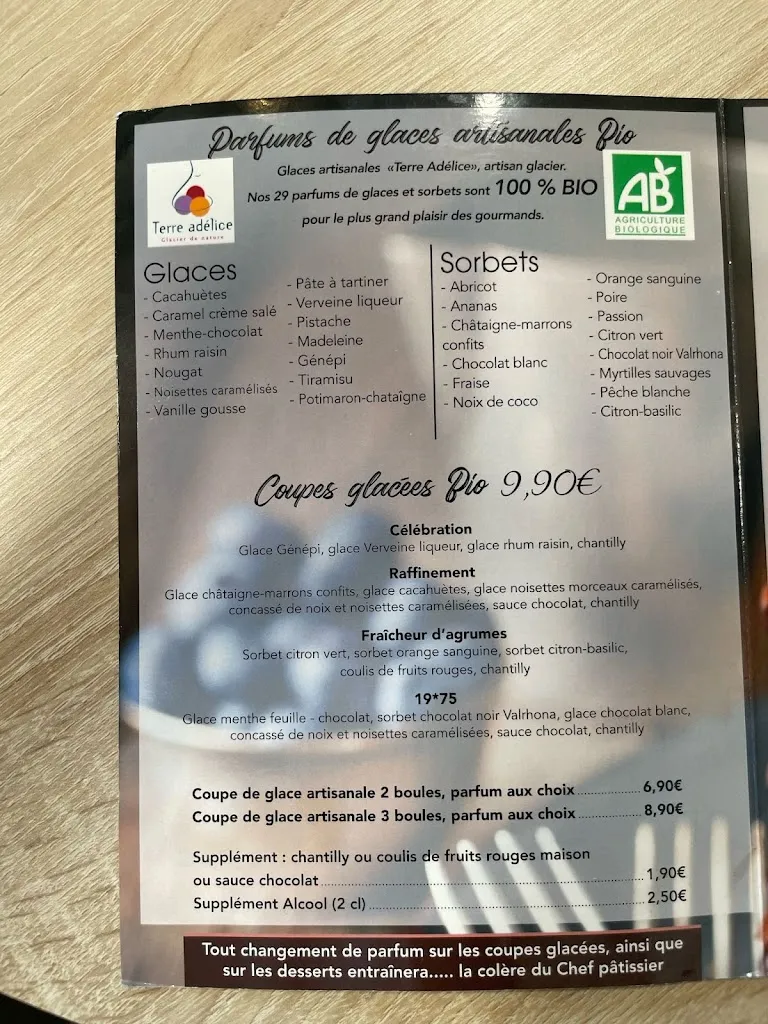 Parfums de glaces artisanales Bio
Glaces artisanales «Terre Adélice», artisan glacier.
Nos 29 parfums de glaces et sorbets sont 100 % BIO
pour le plus grand plaisir des gourmands.
Terre adélice
Glacier de nature
AB
AGRICULTURE
BIOLOGIQUE
Glaces
- Cacahuètes
- Caramel crème salé
- Menthe-chocolat
- Rhum raisin
- Nougat
- Noisettes caramélisés
- Vanille gousse
- Pâte à tartiner
- Verveine liqueur
- Pistache
- Madeleine
- Génépi
- Tiramisu
- Potimaron-chataîgne
Sorbets
- Abricot
- Ananas
- Châtaigne-marrons
confits
- Chocolat blanc
- Fraise
- Noix de coco
- Orange sanguine
- Poire
- Passion
- Citron vert
- Chocolat noir Valrhona
- Myrtilles sauvages
- Pêche blanche
- Citron-basilic
Coupes glacées Bio 9,90€
Célébration
Glace Génépi, glace Verveine liqueur, glace rhum raisin, chantilly
Raffinement
Glace châtaigne-marrons confits, glace cacahuètes, glace noisettes morceaux caramélisés,
concassé de noix et noisettes caramélisées, sauce chocolat, chantilly
Fraîcheur d'agrumes
Sorbet citron vert, sorbet orange sanguine, sorbet citron-basilic,
coulis de fruits rouges, chantilly
19*75
Glace menthe feuille - chocolat, sorbet chocolat noir Valrhona, glace chocolat blanc,
concassé de noix et noisettes caramélisées, sauce chocolat, chantilly
Coupe de glace artisanale 2 boules, parfum aux choix 6,90€
Coupe de glace artisanale 3 boules, parfum aux choix 8,90€
Supplément : chantilly ou coulis de fruits rouges maison
ou sauce chocolat 1,90€
Supplément Alcool (2 cl) 2,50€
Tout changement de parfum sur les coupes glacées, ainsi que
sur les desserts entraînera..... la colère du Chef pâtissier